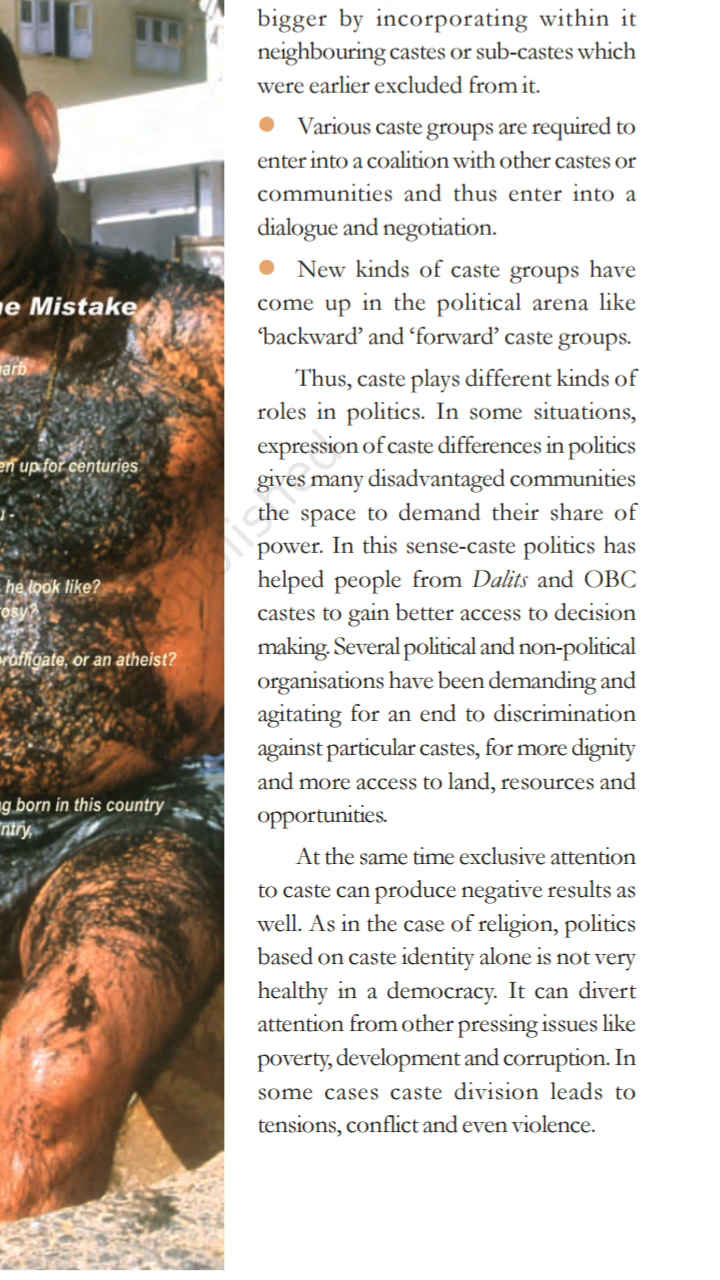 bigger by incorporating within it
neighbouring castes or sub-castes which
were earlier excluded from it.
● Various caste groups are required to
enter into a coalition with other castes or
communities and thus enter into a
dialogue and negotiation.
● New kinds of caste groups have
come up in the political arena like
‘backward’ and ‘forward’ caste groups.
Thus, caste plays different kinds of
roles in politics. In some situations,
expression of caste differences in politics
gives many disadvantaged communities
the space to demand their share of
power. In this sense-caste politics has
helped people from Dalits and OBC
castes to gain better access to decision
making. Several political and non-political
organisations have been demanding and
agitating for an end to discrimination
against particular castes, for more dignity
and more access to land, resources and
opportunities.
At the same time exclusive attention
to caste can produce negative results as
well. As in the case of religion, politics
based on caste identity alone is not very
healthy in a democracy. It can divert
attention from other pressing issues like
poverty, development and corruption. In
some cases caste division leads to
tensions, conflict and even violence.
Mistake
up for centuries
he look like?
or an atheist?
born in this country